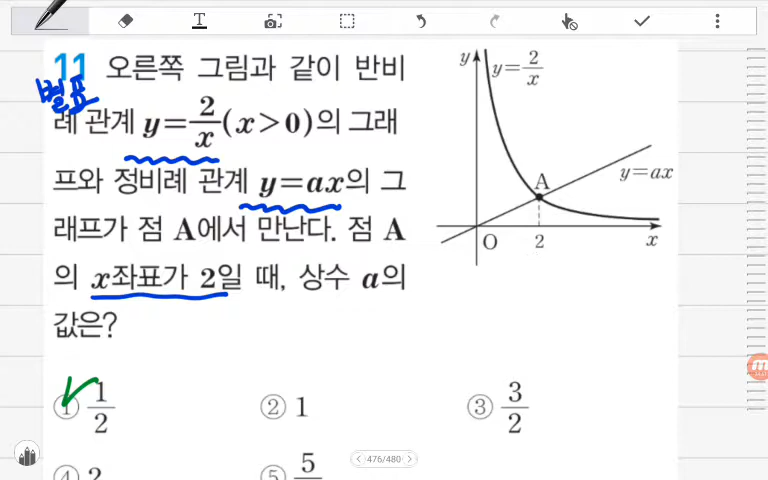 T
11 오른쪽 그림과 같이 반비
별표
례 관계 y=2/x(x>0)의 그래
프와 정비례 관계 y=ax의 그
래프가 점 A에서 만난다. 점 A
의 x좌표가 2일 때, 상수 a의
값은?
y
y=2/x
A
y=ax
O
2
x
① 1/2
② 1
③ 3/2
④ 2
⑤ 5
476/480